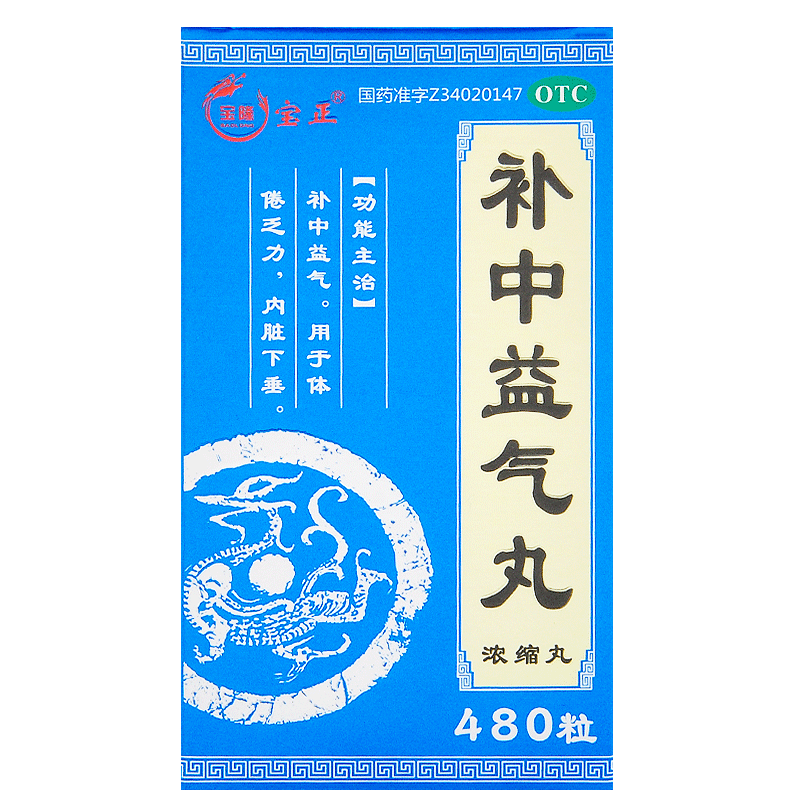 宝正®
国药准字Z34020147 OTC
补中益气丸
浓缩丸
【功能主治】
补中益气。用于体
倦乏力，内脏下垂。
480粒